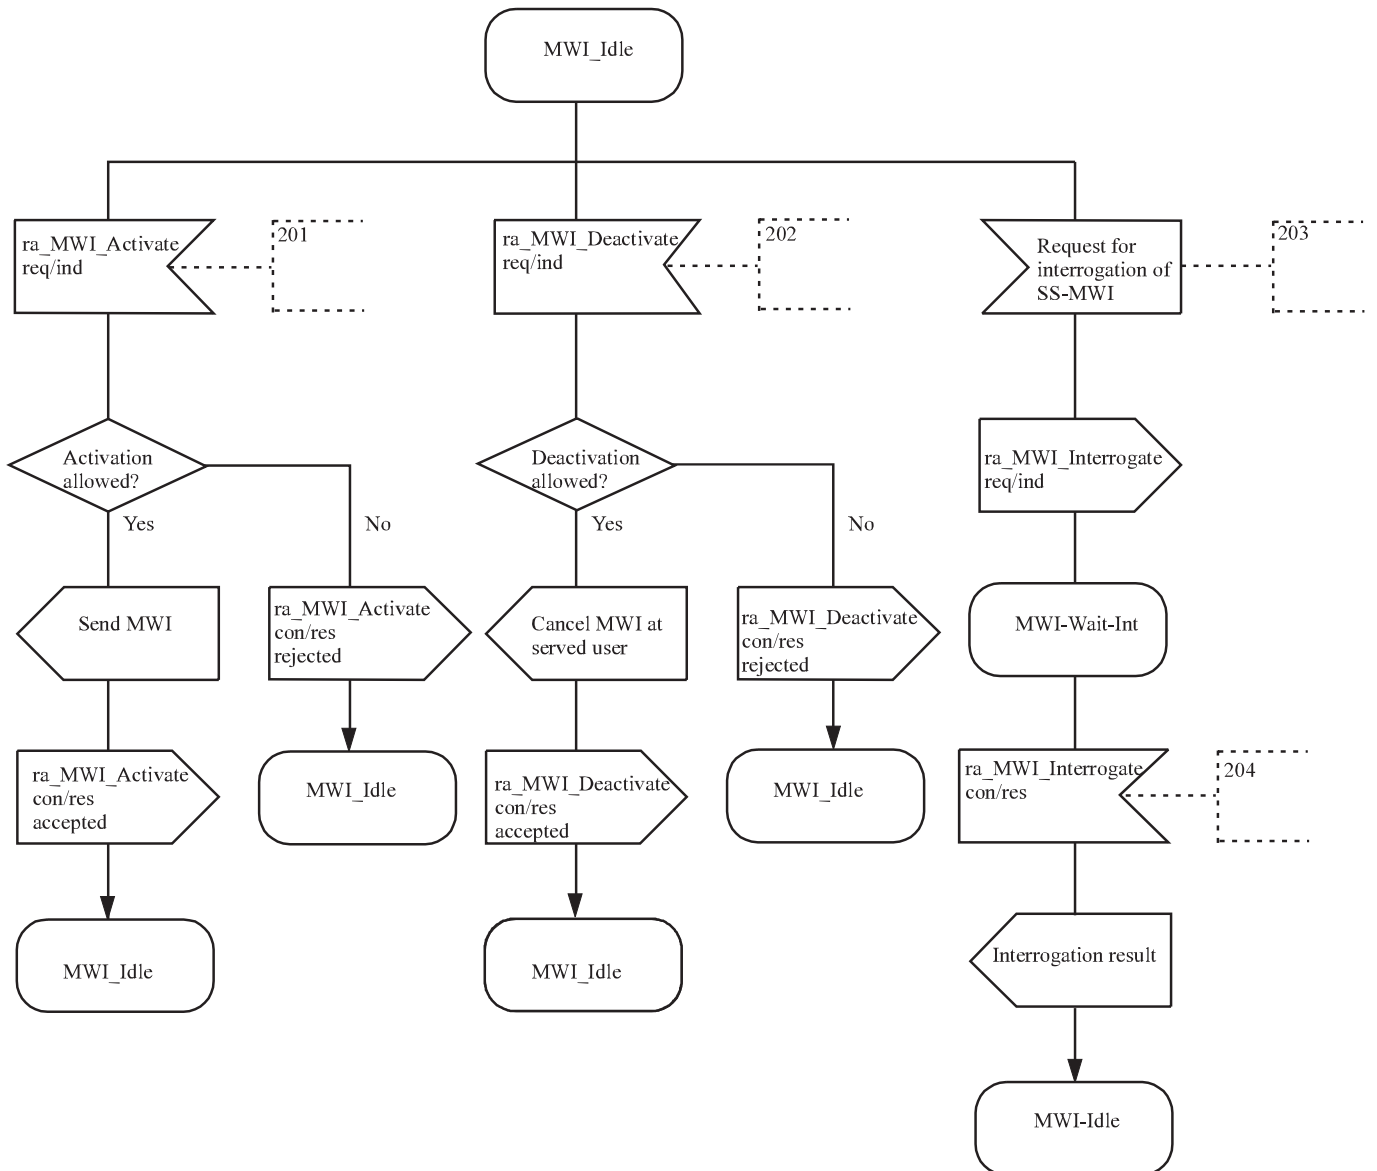 MWI_Idle
ra_MWI_Activate
req/ind
201
ra_MWI_Deactivate
req/ind
202
Request for
interrogation of
SS-MWI
203
Activation
allowed?
Yes
No
Deactivation
allowed?
Yes
No
ra_MWI_Interrogate
req/ind
Send MWI
ra_MWI_Activate
con/res
rejected
Cancel MWI at
served user
ra_MWI_Deactivate
con/res
rejected
MWI-Wait-Int
ra_MWI_Activate
con/res
accepted
MWI_Idle
ra_MWI_Deactivate
con/res
accepted
MWI_Idle
ra_MWI_Interrogate
con/res
204
MWI_Idle
MWI_Idle
Interrogation result
MWI-Idle